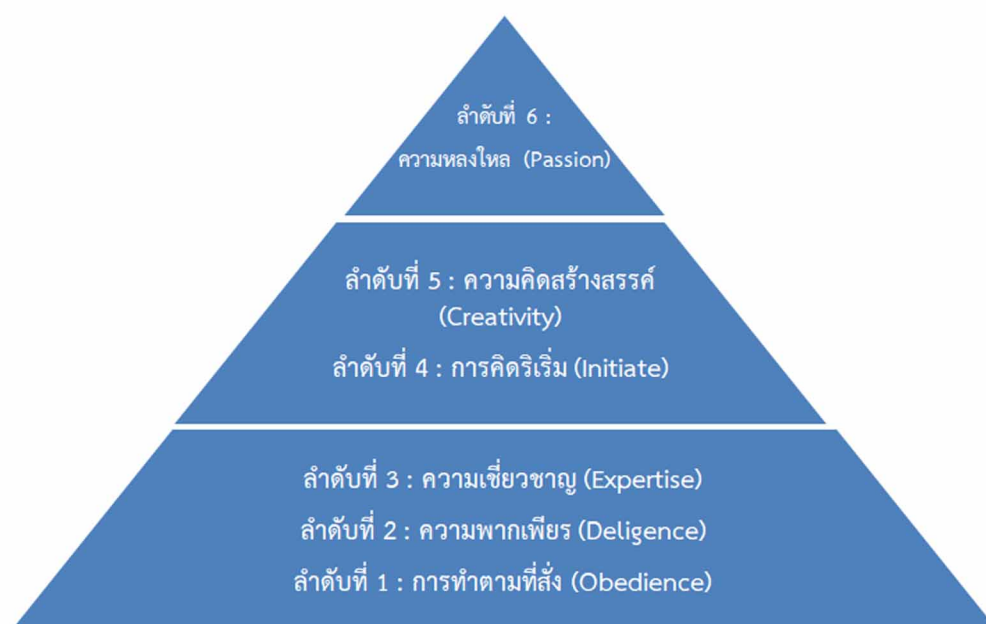 ลำดับที่ 6 :
ความหลงใหล (Passion)
ลำดับที่ 5 : ความคิดสร้างสรรค์
(Creativity)
ลำดับที่ 4 : การคิดริเริ่ม (Initiate)
ลำดับที่ 3 : ความเชี่ยวชาญ (Expertise)
ลำดับที่ 2 : ความพากเพียร (Deligence)
ลำดับที่ 1 : การทำตามที่สั่ง (Obedience)